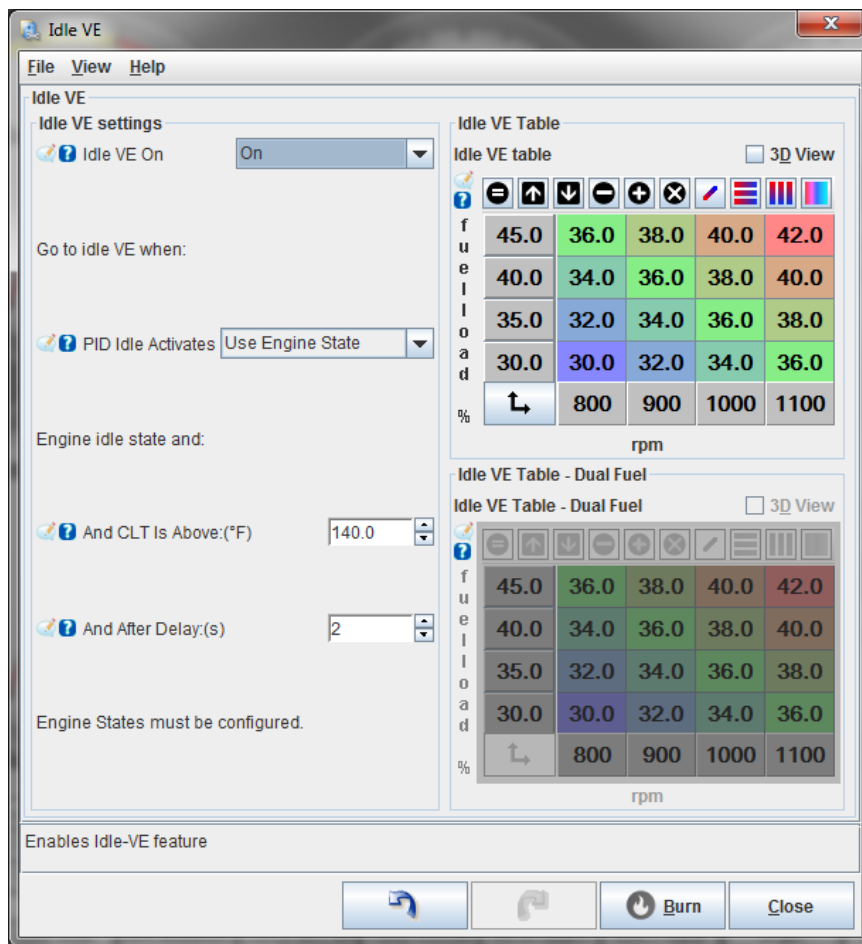 Idle VE
File View Help
Idle VE
Idle VE settings
Idle VE On On
Go to idle VE when:
PID Idle Activates Use Engine State
Engine idle state and:
And CLT Is Above:(°F) 140.0
And After Delay:(s) 2
Engine States must be configured.
Idle VE Table
Idle VE table 3D View
fuelload %
45.0 36.0 38.0 40.0 42.0
40.0 34.0 36.0 38.0 40.0
35.0 32.0 34.0 36.0 38.0
30.0 30.0 32.0 34.0 36.0
800 900 1000 1100
rpm
Idle VE Table - Dual Fuel
Idle VE Table - Dual Fuel 3D View
fuelload %
45.0 36.0 38.0 40.0 42.0
40.0 34.0 36.0 38.0 40.0
35.0 32.0 34.0 36.0 38.0
30.0 30.0 32.0 34.0 36.0
800 900 1000 1100
rpm
Enables Idle-VE feature
Burn Close